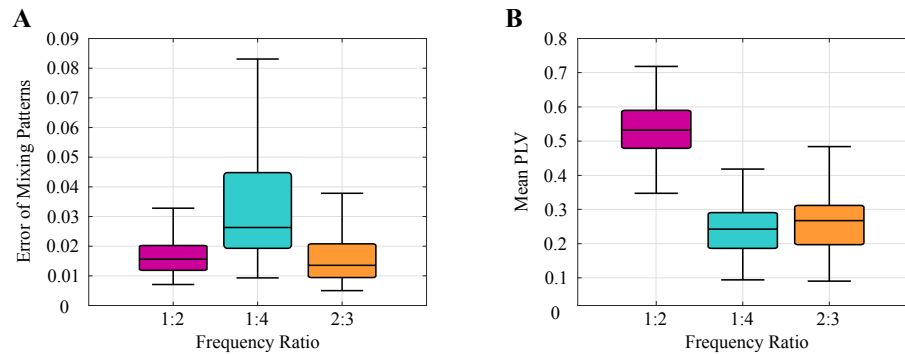 A
Error of Mixing Patterns
0.09
0.08
0.07
0.06
0.05
0.04
0.03
0.02
0.01
0
1:2 1:4 2:3
Frequency Ratio
B
Mean PLV
0.8
0.7
0.6
0.5
0.4
0.3
0.2
0.1
0
1:2 1:4 2:3
Frequency Ratio